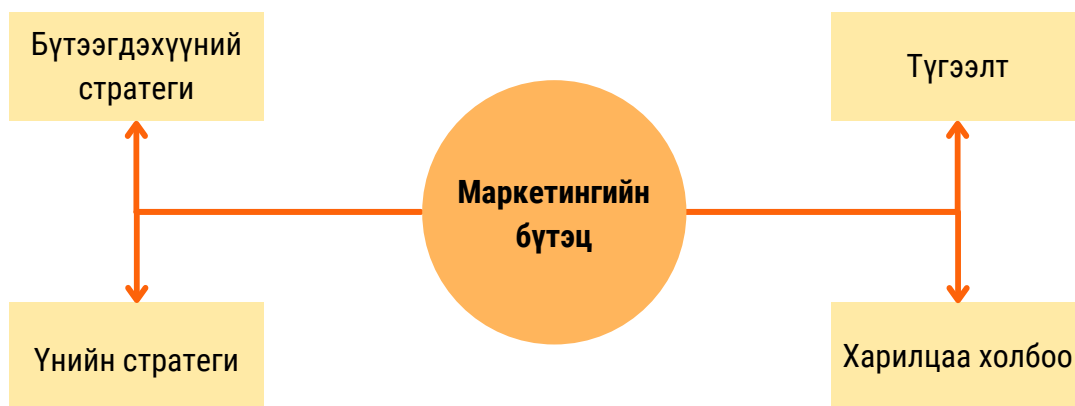 Бүтээгдэхүүний
стратеги
Түгээлт
Маркетингийн
бүтэц
Үнийн стратеги
Харилцаа холбоо